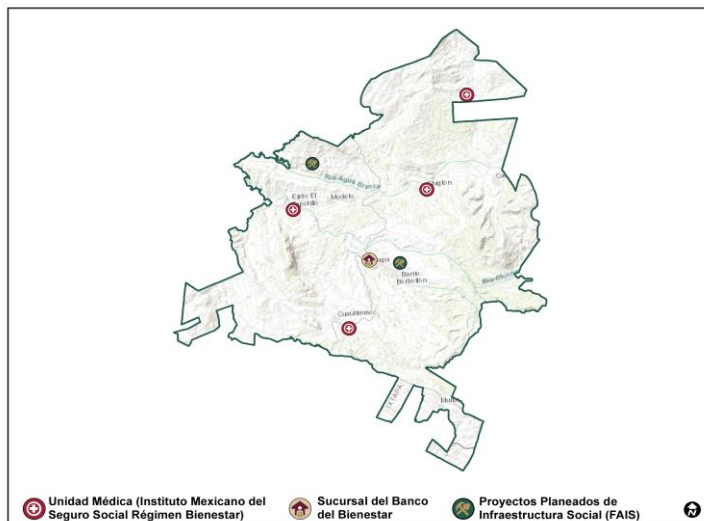 Río Agua Blanca
Ejido El
Modelo
Barrio
Cuauhtémoc
IXTAPA
Unidad Médica (Instituto Mexicano del
Seguro Social Régimen Bienestar)
Sucursal del Banco
del Bienestar
Proyectos Planeados de
Infraestructura Social (FAIS)
N